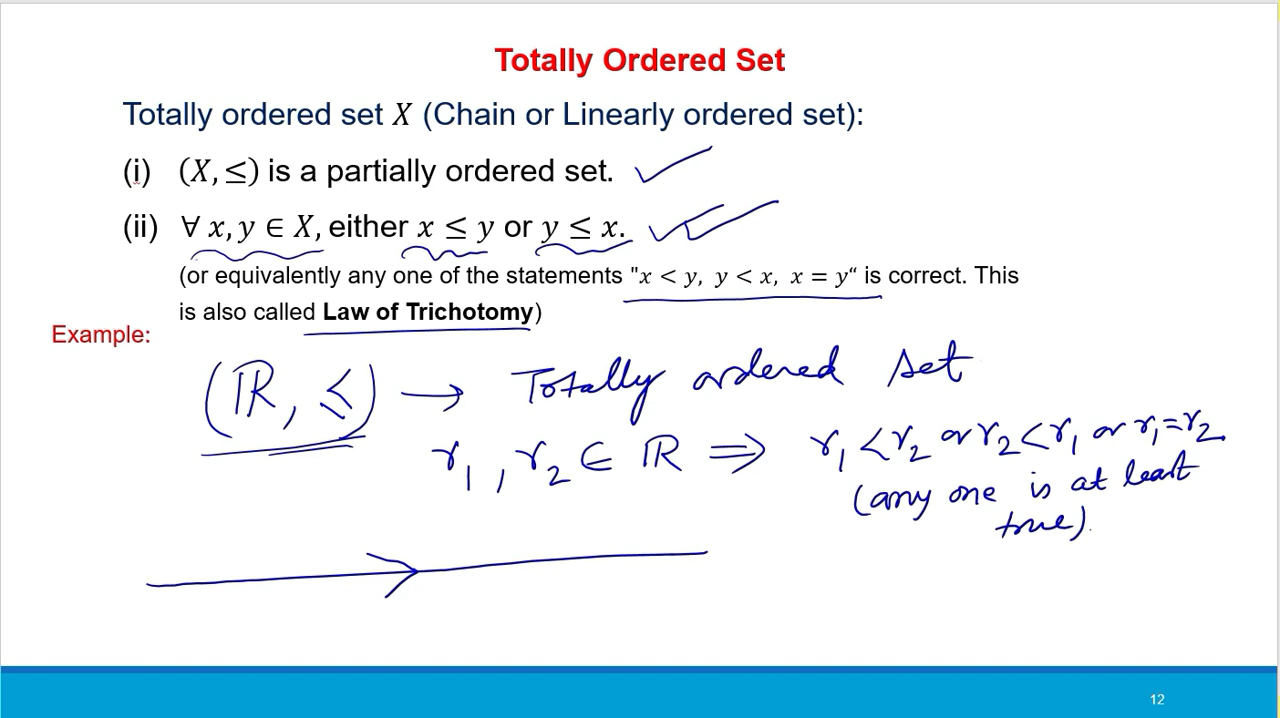 Totally Ordered Set
Totally ordered set X (Chain or Linearly ordered set):
(i) (X, ≤) is a partially ordered set.
(ii) ∀ x, y ∈ X, either x ≤ y or y ≤ x.
(or equivalently any one of the statements "x < y, y < x, x = y“ is correct. This
is also called Law of Trichotomy)
Example:
(ℝ, ≤) → Totally ordered set
r₁, r₂ ∈ ℝ ⇒ r₁ < r₂ or r₂ < r₁ or r₁ = r₂.
(any one is at least
true).
12